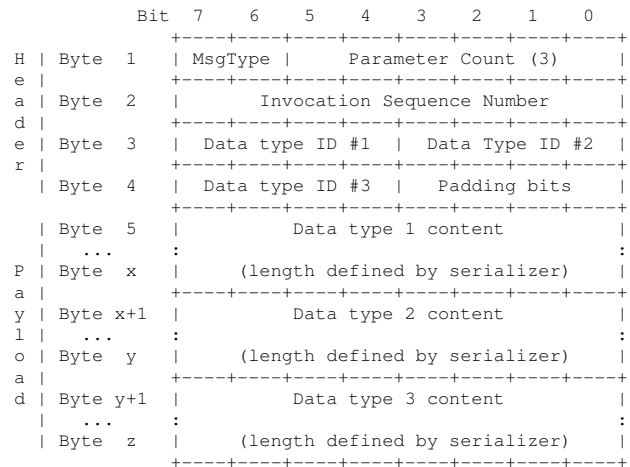 Bit  7    6    5    4    3    2    1    0
                 +----+----+----+----+----+----+----+----+
H | Byte  1   | MsgType |     Parameter Count (3)     |
e |              +----+----+----+----+----+----+----+----+
a | Byte  2   |      Invocation Sequence Number      |
d |              +----+----+----+----+----+----+----+----+
e | Byte  3   |  Data type ID #1  |  Data Type ID #2  |
r |              +----+----+----+----+----+----+----+----+
  | Byte  4   |  Data type ID #3  |   Padding bits   |
                 +----+----+----+----+----+----+----+----+
  | Byte  5   |          Data type 1 content          |
  |   ...     :                                       :
P | Byte  x   |     (length defined by serializer)    |
a |              +----+----+----+----+----+----+----+----+
y | Byte x+1  |          Data type 2 content          |
l |   ...     :                                       :
o | Byte  y   |     (length defined by serializer)    |
a |              +----+----+----+----+----+----+----+----+
d | Byte y+1  |          Data type 3 content          |
  |   ...     :                                       :
  | Byte  z   |     (length defined by serializer)    |
                 +----+----+----+----+----+----+----+----+